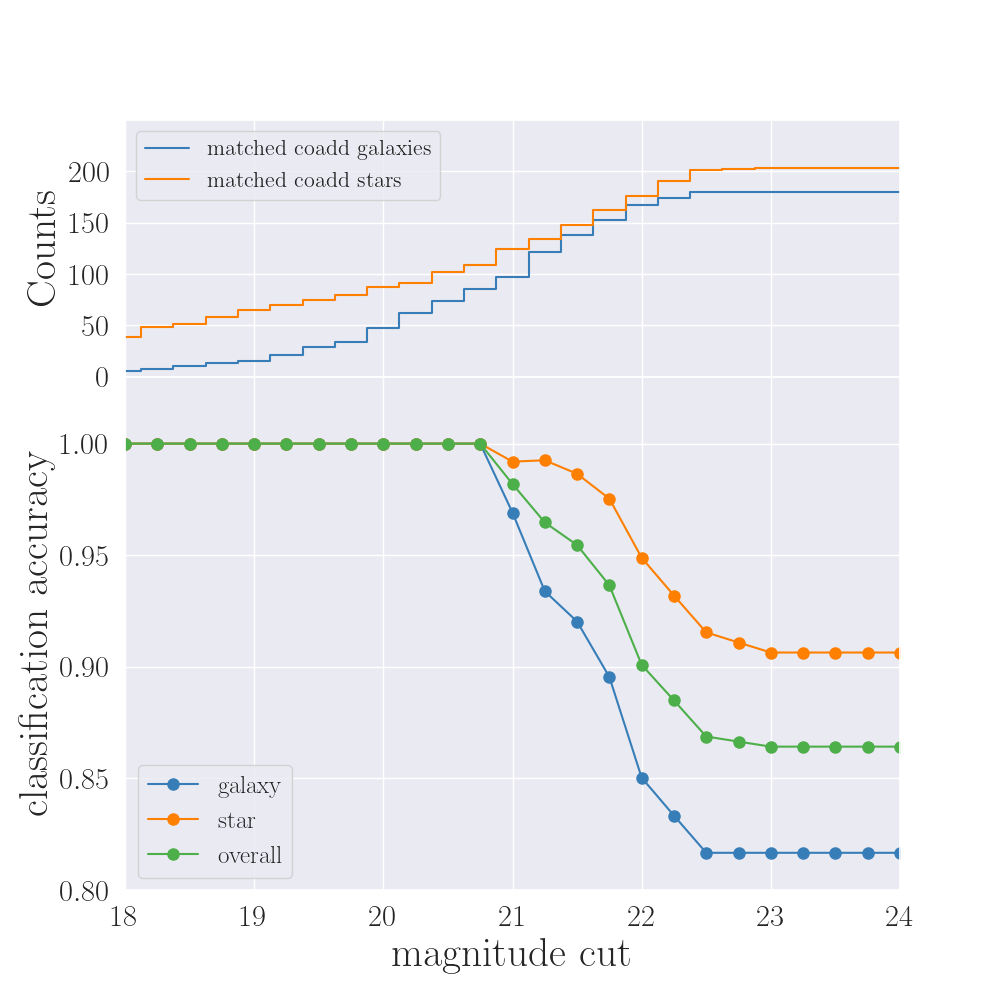 matched coadd galaxies
matched coadd stars
200
150
100
50
0
Counts
1.00
0.95
0.90
0.85
0.80
classification accuracy
galaxy
star
overall
18 19 20 21 22 23 24
magnitude cut